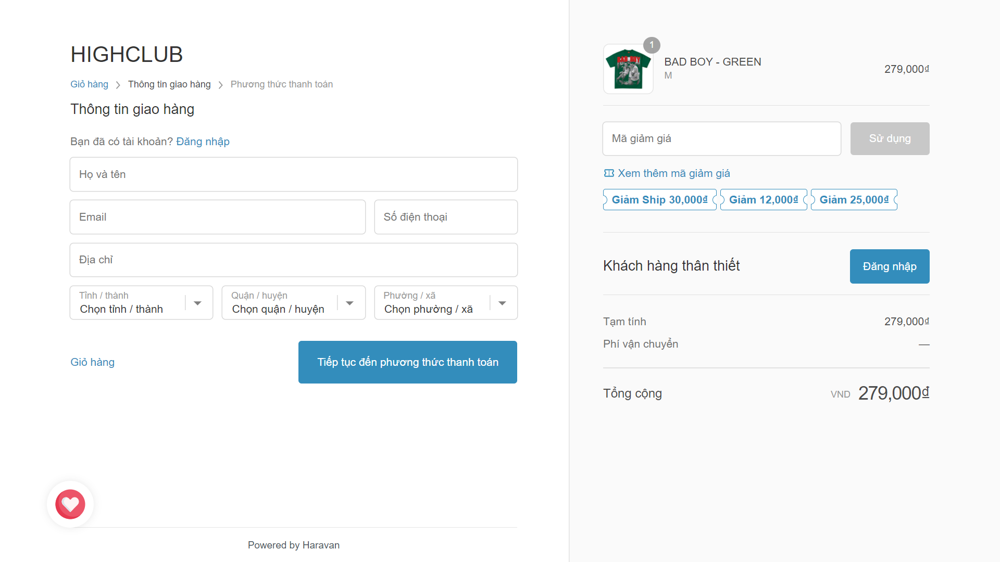 HIGHCLUB
Giỏ hàng
Thông tin giao hàng
Phương thức thanh toán
Thông tin giao hàng
Bạn đã có tài khoản? Đăng nhập
Họ và tên
Email
Số điện thoại
Địa chỉ
Tỉnh / thành
Chọn tỉnh / thành
Quận / huyện
Chọn quận / huyện
Phường / xã
Chọn phường / xã
Giỏ hàng
Tiếp tục đến phương thức thanh toán
Powered by Haravan
1
BAD BOY
BAD BOY - GREEN
M
279,000₫
Mã giảm giá
Sử dụng
Xem thêm mã giảm giá
Giảm Ship 30,000₫
Giảm 12,000₫
Giảm 25,000₫
Khách hàng thân thiết
Đăng nhập
Tạm tính
279,000₫
Phí vận chuyển
—
Tổng cộng
VND 279,000₫